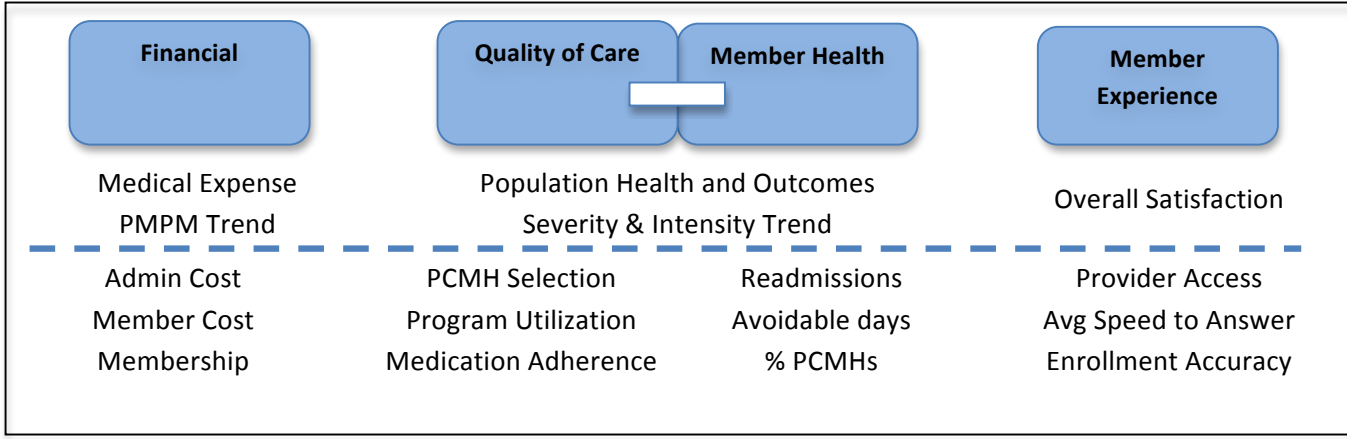 Financial
Quality of Care
Member Health
Member
Experience
Medical Expense
PMPM Trend
Population Health and Outcomes
Severity & Intensity Trend
Overall Satisfaction
Admin Cost
Member Cost
Membership
PCMH Selection
Program Utilization
Medication Adherence
Readmissions
Avoidable days
% PCMHs
Provider Access
Avg Speed to Answer
Enrollment Accuracy